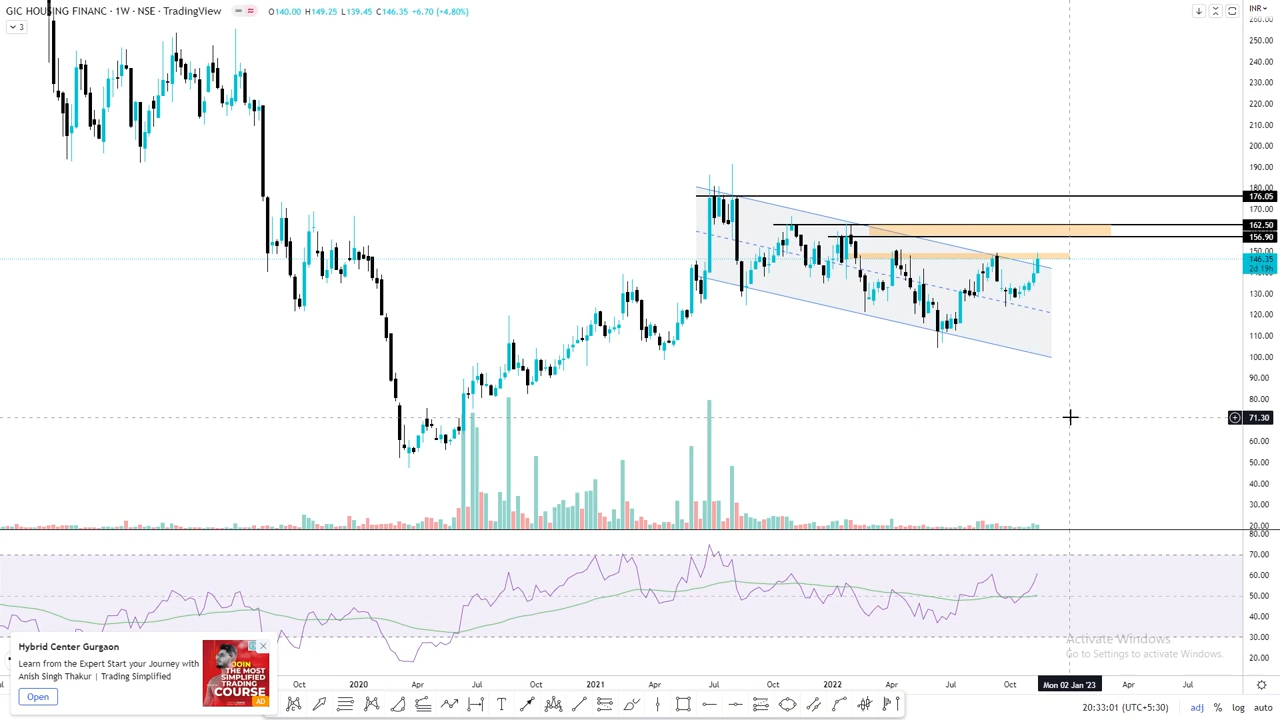 GIC HOUSING FINANC · 1W · NSE · TradingView O140.00 H149.25 L139.45 C146.35 +6.70 (+4.80%)
INR
3
260.00
250.00
240.00
230.00
220.00
210.00
200.00
190.00
180.00
176.05
170.00
162.50
156.90
150.00
146.35
2d 19h
130.00
120.00
110.00
100.00
90.00
80.00
71.30
60.00
50.00
40.00
30.00
20.00
80.00
70.00
60.00
50.00
40.00
30.00
20.00
Activate Windows
Go to Settings to activate Windows.
Hybrid Center Gurgaon
Learn from the Expert Start your Journey with
Anish Singh Thakur | Trading Simplified
Open
JOIN
THE MOST
SIMPLIFIED
TRADING
COURSE
AD
Oct 2020 Apr Jul Oct 2021 Apr Jul Oct 2022 Apr Jul Oct Mon 02 Jan '23 Apr Jul
20:33:01 (UTC+5:30) adj % log auto